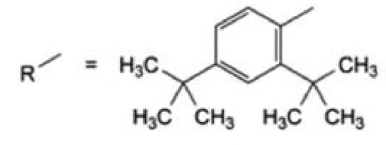 R = H₃C CH₃
H₃C CH₃ H₃C CH₃